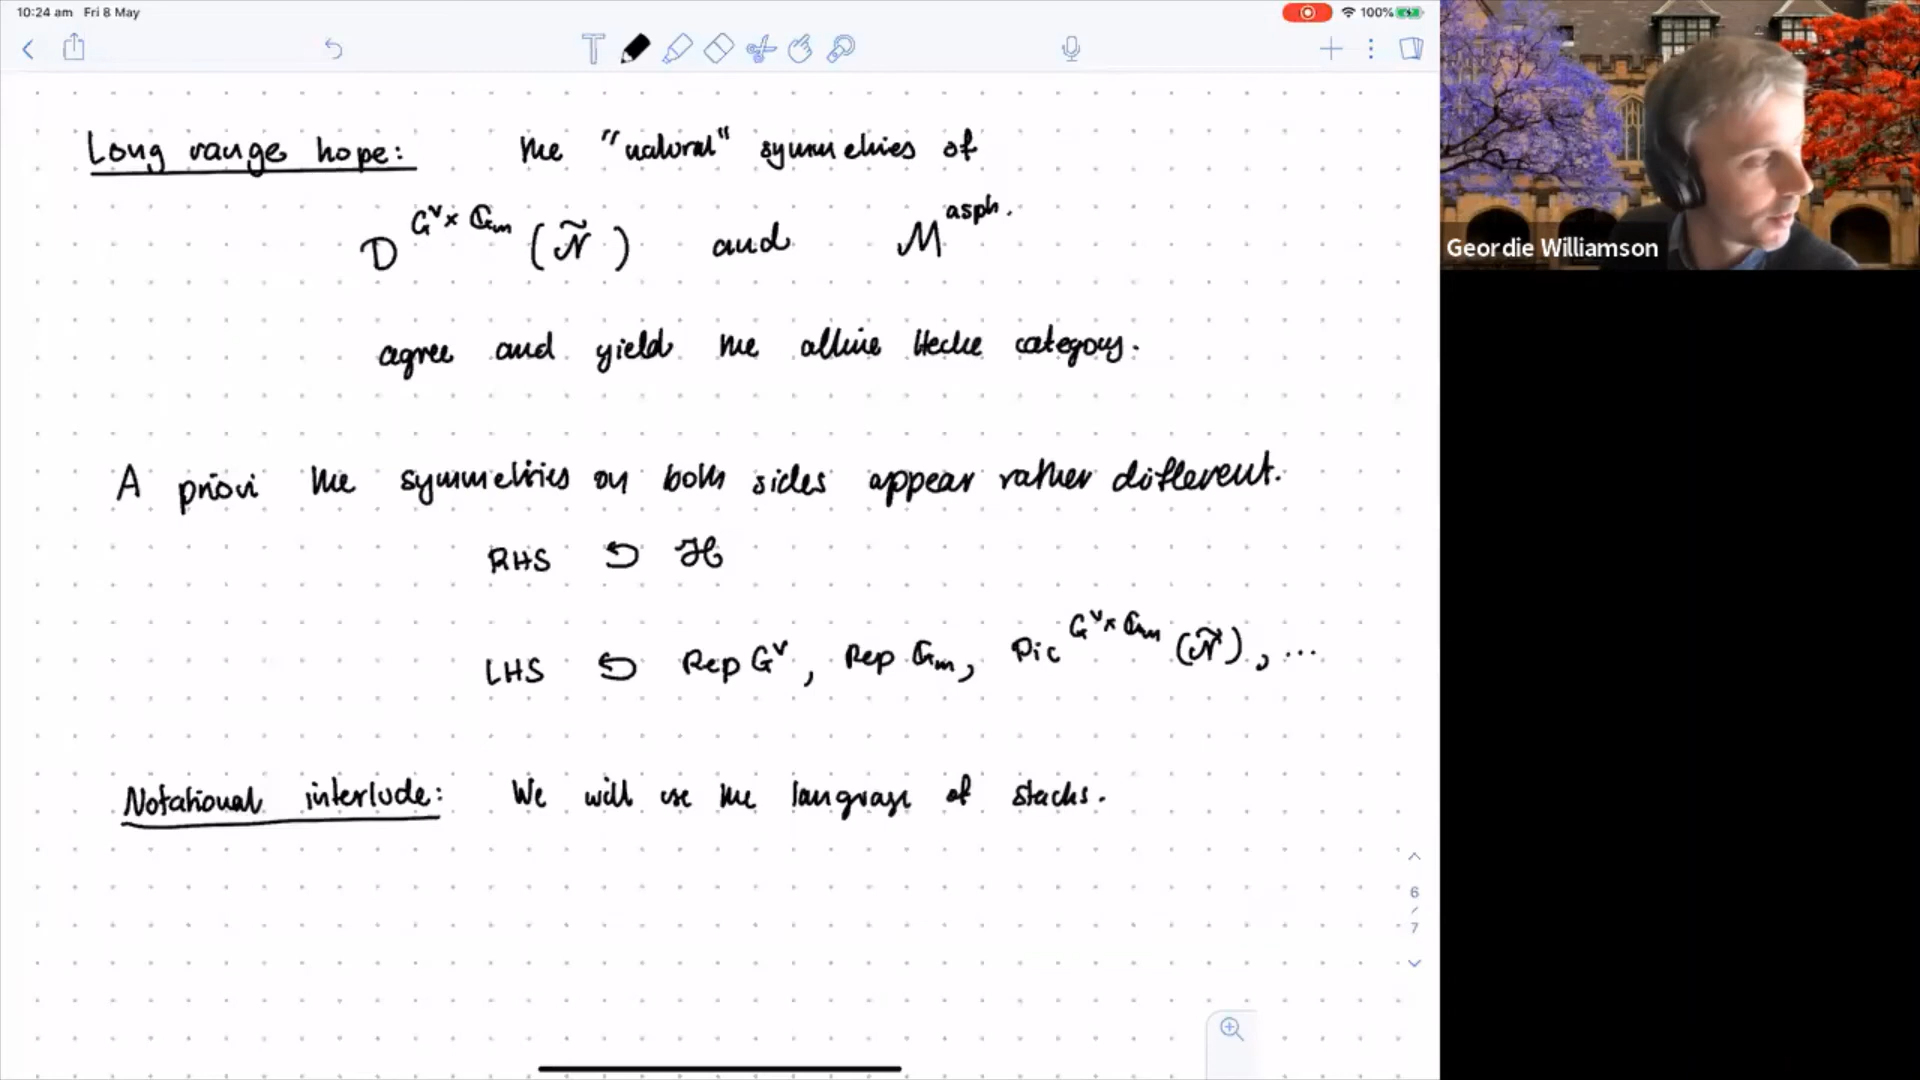 10:24 am Fri 8 May
100%
Long range hope: the "natural" symmetries of
D^{G^∨ × G_m}(Ñ) and M^{asph.}
agree and yield the affine Hecke category.
A priori the symmetries on both sides appear rather different.
RHS ↺ H
LHS ↺ Rep G^∨, Rep G_m, Pic^{G^∨ × G_m}(Ñ), ...
Notational interlude: We will use the language of stacks.
6
/
7
Geordie Williamson